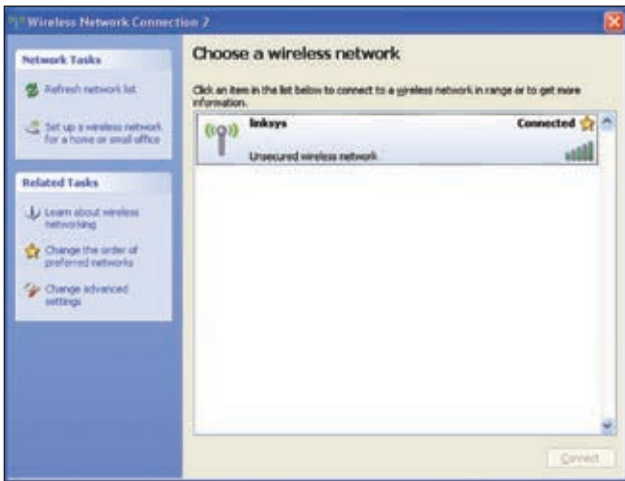 Wireless Network Connection 2
Network Tasks
Refresh network list
Set up a wireless network
for a home or small office
Related Tasks
Learn about wireless
networking
Change the order of
preferred networks
Change advanced
settings
Choose a wireless network
Click an item in the list below to connect to a wireless network in range or to get more
information.
linksys Connected
Unsecured wireless network
Connect